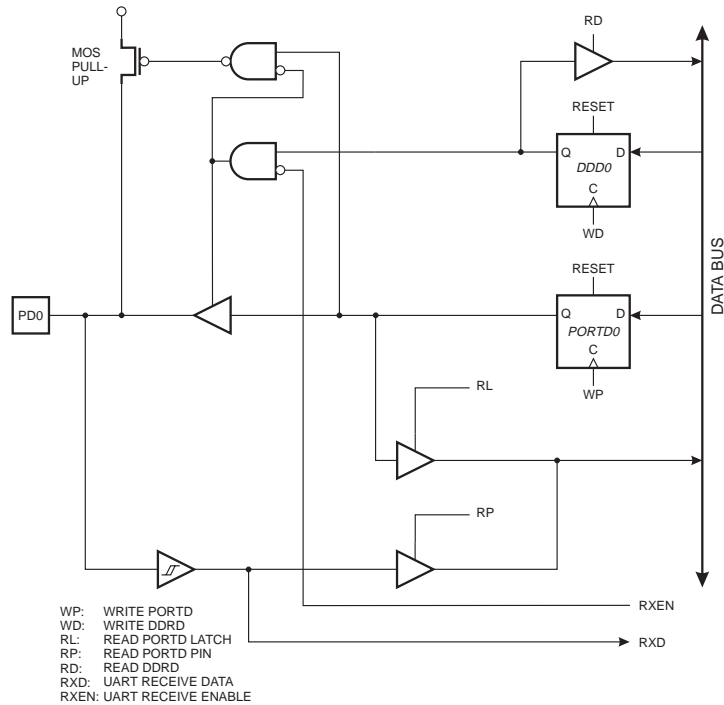 MOS
PULL-
UP
RD
RESET
Q D
DDD0
C
WD
RESET
PD0
Q D
PORTD0
C
WP
DATA BUS
RL
RP
RXEN
RXD
WP: WRITE PORTD
WD: WRITE DDRD
RL: READ PORTD LATCH
RP: READ PORTD PIN
RD: READ DDRD
RXD: UART RECEIVE DATA
RXEN: UART RECEIVE ENABLE